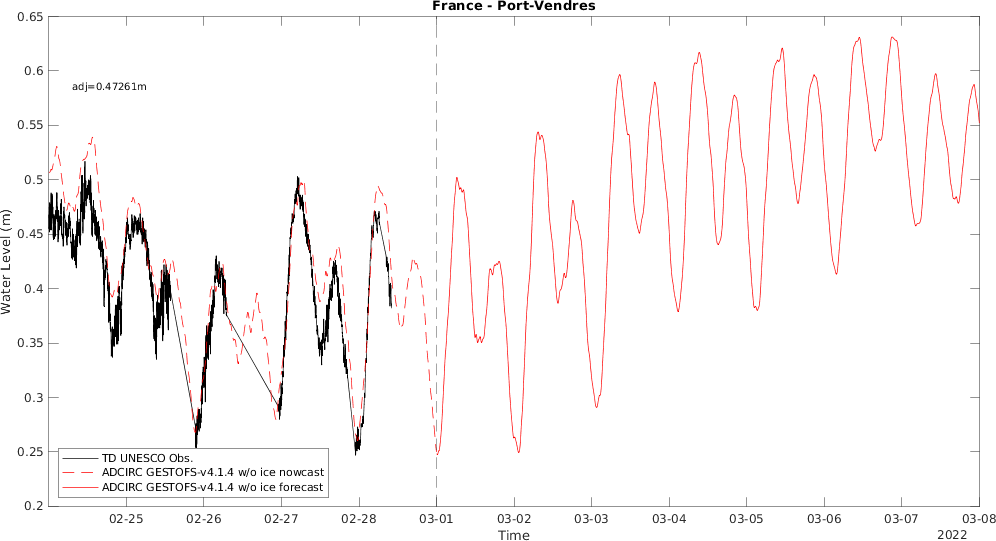 France - Port-Vendres
0.65
0.6
0.55
0.5
0.45
0.4
0.35
0.3
0.25
0.2
Water Level (m)
adj=0.47261m
TD UNESCO Obs.
ADCIRC GESTOFS-v4.1.4 w/o ice nowcast
ADCIRC GESTOFS-v4.1.4 w/o ice forecast
02-25 02-26 02-27 02-28 03-01 03-02 03-03 03-04 03-05 03-06 03-07 03-08
Time
2022